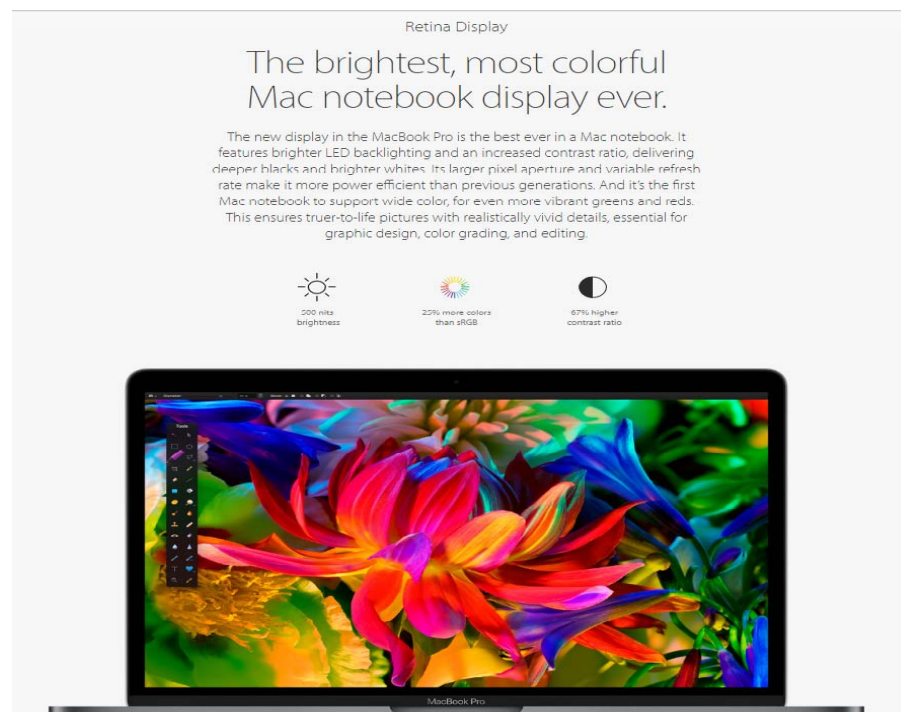 Retina Display
The brightest, most colorful
Mac notebook display ever.
The new display in the MacBook Pro is the best ever in a Mac notebook. It
features brighter LED backlighting and an increased contrast ratio, delivering
deeper blacks and brighter whites. Its larger pixel aperture and variable refresh
rate make it more power efficient than previous generations. And it's the first
Mac notebook to support wide color, for even more vibrant greens and reds.
This ensures truer-to-life pictures with realistically vivid details, essential for
graphic design, color grading, and editing.
500 nits
brightness
25% more colors
than sRGB
67% higher
contrast ratio
Tools
MacBook Pro